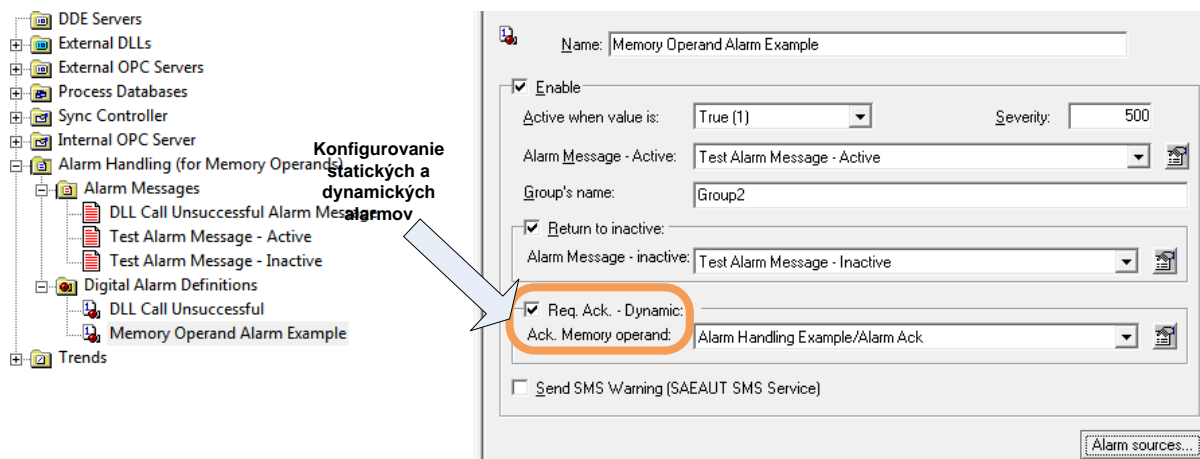 DDE Servers
External DLLs
External OPC Servers
Process Databases
Sync Controller
Internal OPC Server
Alarm Handling (for Memory Operands)
Alarm Messages
DLL Call Unsuccessful Alarm Message
Test Alarm Message - Active
Test Alarm Message - Inactive
Digital Alarm Definitions
DLL Call Unsuccessful
Memory Operand Alarm Example
Trends
Konfigurovanie
statických a
dynamických
alarmov
Name: Memory Operand Alarm Example
Enable
Active when value is: True (1) Severity: 500
Alarm Message - Active: Test Alarm Message - Active
Group's name: Group2
Return to inactive:
Alarm Message - inactive: Test Alarm Message - Inactive
Req. Ack. - Dynamic:
Ack. Memory operand: Alarm Handling Example/Alarm Ack
Send SMS Warning (SAEAUT SMS Service)
Alarm sources...